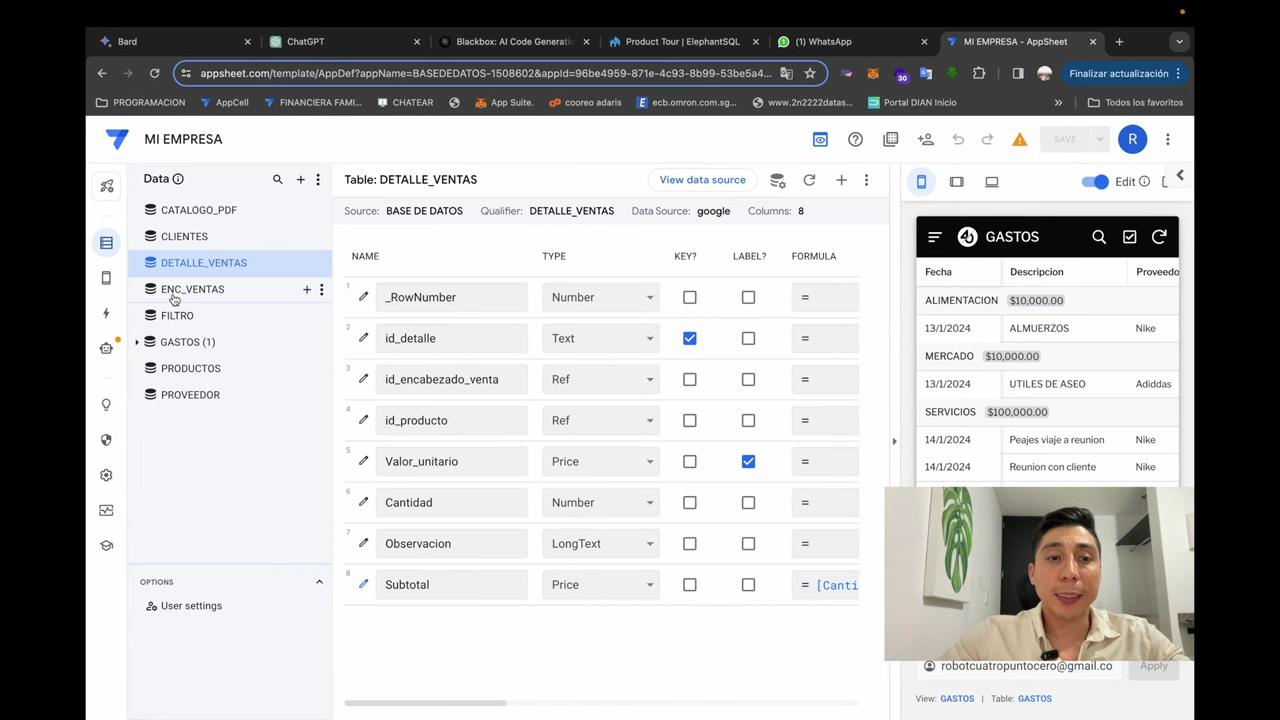 Bard
ChatGPT
Blackbox: AI Code Generatio
Product Tour | ElephantSQL
(1) WhatsApp
MI EMPRESA - AppSheet
appsheet.com/template/AppDef?appName=BASEDEDATOS-1508602&appId=96be4959-871e-4c93-8b99-53be5a4...
30
Finalizar actualización
PROGRAMACION
AppCell
FINANCIERA FAMI...
CHATEAR
App Suite.
cooreo adaris
ecb.omron.com.sg...
www.2n2222datas...
Portal DIAN Inicio
»
Todos los favoritos
MI EMPRESA
SAVE
R
Data
CATALOGO_PDF
CLIENTES
DETALLE_VENTAS
ENC_VENTAS
FILTRO
GASTOS (1)
PRODUCTOS
PROVEEDOR
OPTIONS
User settings
Table: DETALLE_VENTAS
View data source
Source: BASE DE DATOS Qualifier: DETALLE_VENTAS Data Source: google Columns: 8
NAME TYPE KEY? LABEL? FORMULA
1 _RowNumber Number =
2 id_detalle Text =
3 id_encabezado_venta Ref =
4 id_producto Ref =
5 Valor_unitario Price =
6 Cantidad Number =
7 Observacion LongText =
8 Subtotal Price = [Canti
Edit
GASTOS
Fecha Descripcion Proveedo
ALIMENTACION $10,000.00
13/1/2024 ALMUERZOS Nike
MERCADO $10,000.00
13/1/2024 UTILES DE ASEO Adiddas
SERVICIOS $100,000.00
14/1/2024 Peajes viaje a reunion Nike
14/1/2024 Reunion con cliente Nike
robotcuatropuntocero@gmail.co
Apply
View: GASTOS | Table: GASTOS